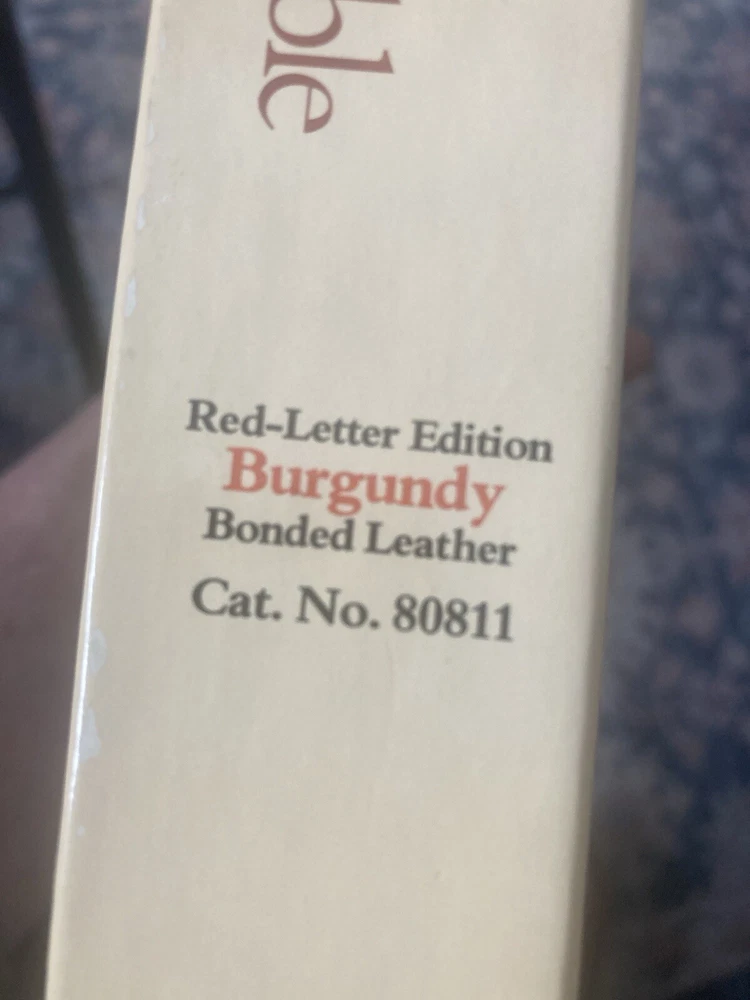 ble
Red-Letter Edition
Burgundy
Bonded Leather
Cat. No. 80811